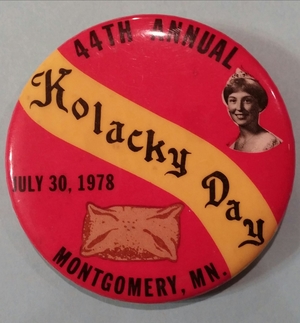 44TH ANNUAL
Kolacky Day
JULY 30, 1978
MONTGOMERY, MN.